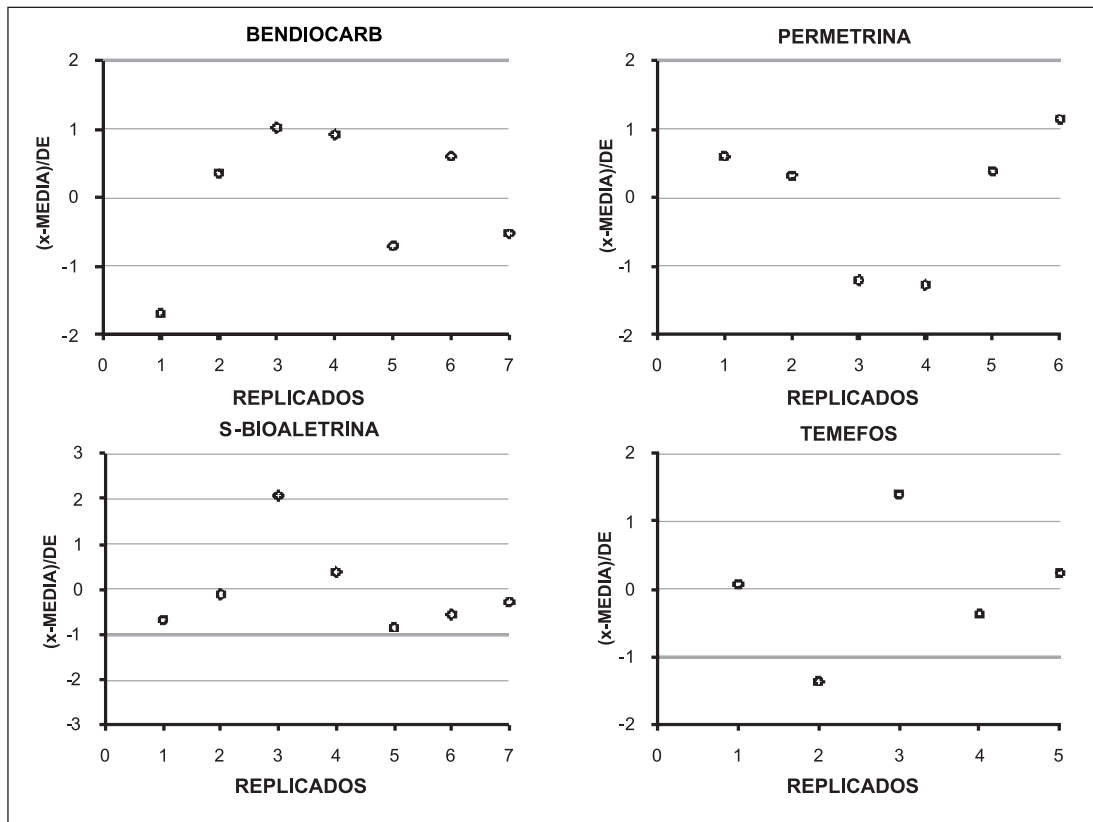 BENDIOCARB
(x-MEDIA)/DE
2
1
0
-1
-2
0 1 2 3 4 5 6 7
REPLICADOS
PERMETRINA
(x-MEDIA)/DE
2
1
0
-1
-2
0 1 2 3 4 5 6
REPLICADOS
S-BIOALETRINA
(x-MEDIA)/DE
3
2
1
0
-1
-2
-3
0 1 2 3 4 5 6 7
REPLICADOS
TEMEFOS
(x-MEDIA)/DE
2
1
0
-1
-2
0 1 2 3 4 5
REPLICADOS